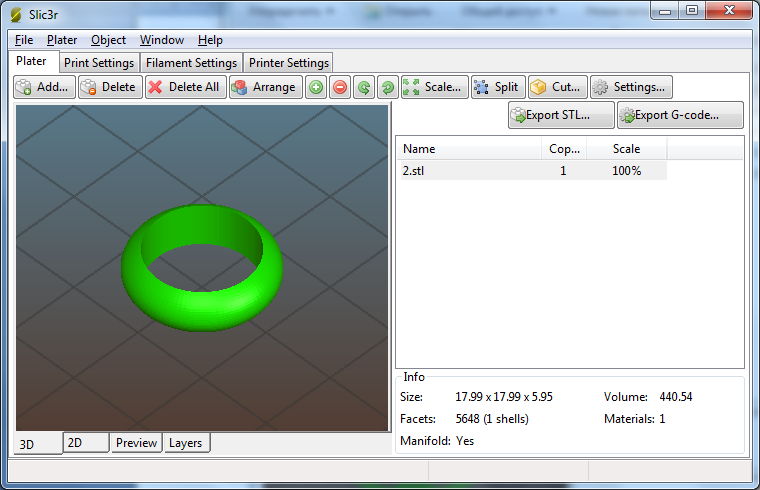 Slic3r
File Plater Object Window Help
Plater Print Settings Filament Settings Printer Settings
Add... Delete Delete All Arrange Scale... Split Cut... Settings...
Export STL... Export G-code...
Name Cop... Scale
2.stl 1 100%
Info
Size: 17.99 x 17.99 x 5.95 Volume: 440.54
Facets: 5648 (1 shells) Materials: 1
Manifold: Yes
3D 2D Preview Layers